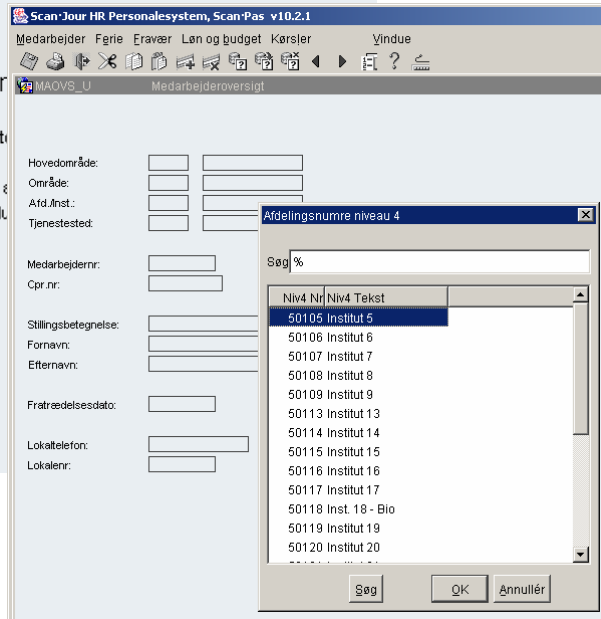 Scan·Jour HR Personalesystem, Scan·Pas v10.2.1
Medarbejder Ferie Fravær Løn og budget Kørsler Vindue
MAOVS_U Medarbejderoversigt
Hovedområde:
Område:
Afd./Inst.:
Tjenestested:
Medarbejdernr:
Cpr.nr:
Stillingsbetegnelse:
Fornavn:
Efternavn:
Fratrædelsesdato:
Lokaltelefon:
Lokalenr:
Afdelingsnumre niveau 4
Søg %
Niv4 Nr Niv4 Tekst
50105 Institut 5
50106 Institut 6
50107 Institut 7
50108 Institut 8
50109 Institut 9
50113 Institut 13
50114 Institut 14
50115 Institut 15
50116 Institut 16
50117 Institut 17
50118 Inst. 18 - Bio
50119 Institut 19
50120 Institut 20
Søg OK Annullér